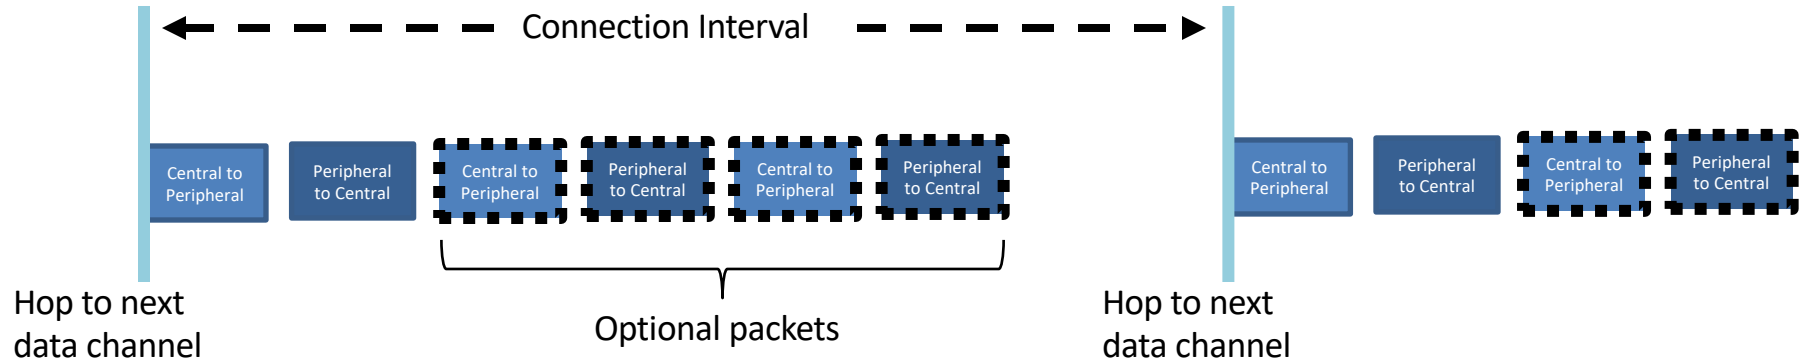 Connection Interval
Central to
Peripheral
Peripheral
to Central
Central to
Peripheral
Peripheral
to Central
Central to
Peripheral
Peripheral
to Central
Central to
Peripheral
Peripheral
to Central
Central to
Peripheral
Peripheral
to Central
Hop to next
data channel
Optional packets
Hop to next
data channel